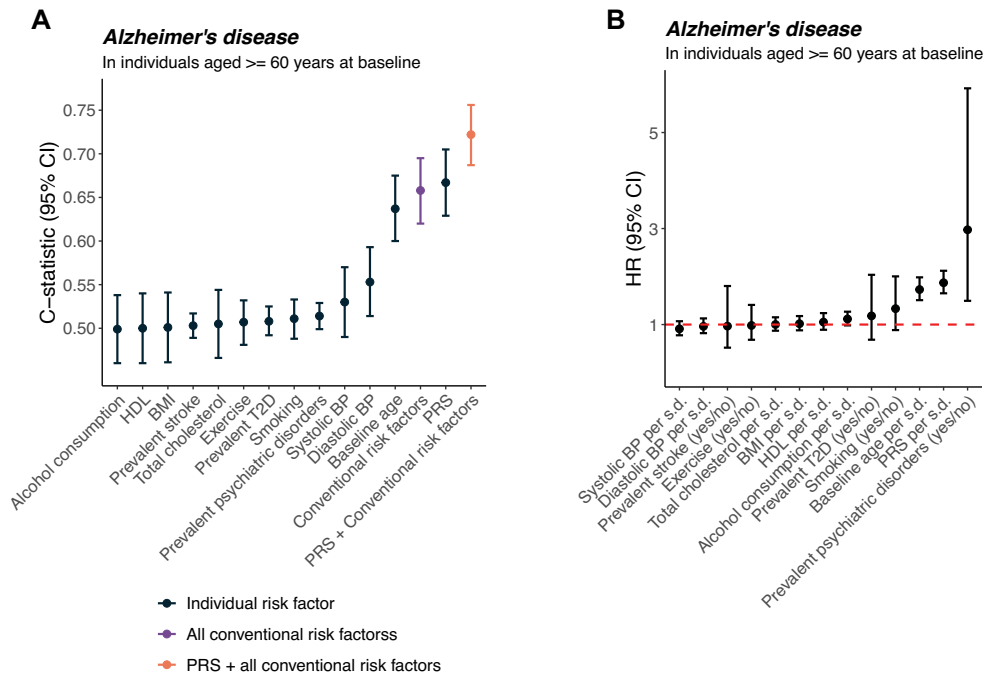 A
Alzheimer's disease
In individuals aged >= 60 years at baseline
C−statistic (95% CI)
0.75
0.70
0.65
0.60
0.55
0.50
Alcohol consumption
HDL
BMI
Prevalent stroke
Total cholesterol
Exercise
Prevalent T2D
Smoking
Prevalent psychiatric disorders
Systolic BP
Diastolic BP
Baseline age
Conventional risk factors
PRS
PRS + Conventional risk factors
Individual risk factor
All conventional risk factorss
PRS + all conventional risk factors
B
Alzheimer's disease
In individuals aged >= 60 years at baseline
HR (95% CI)
5
3
1
Systolic BP per s.d.
Diastolic BP per s.d.
Prevalent stroke (yes/no)
Exercise (yes/no)
Total cholesterol per s.d.
BMI per s.d.
HDL per s.d.
Alcohol consumption per s.d.
Prevalent T2D (yes/no)
Smoking (yes/no)
Baseline age per s.d.
PRS per s.d.
Prevalent psychiatric disorders (yes/no)